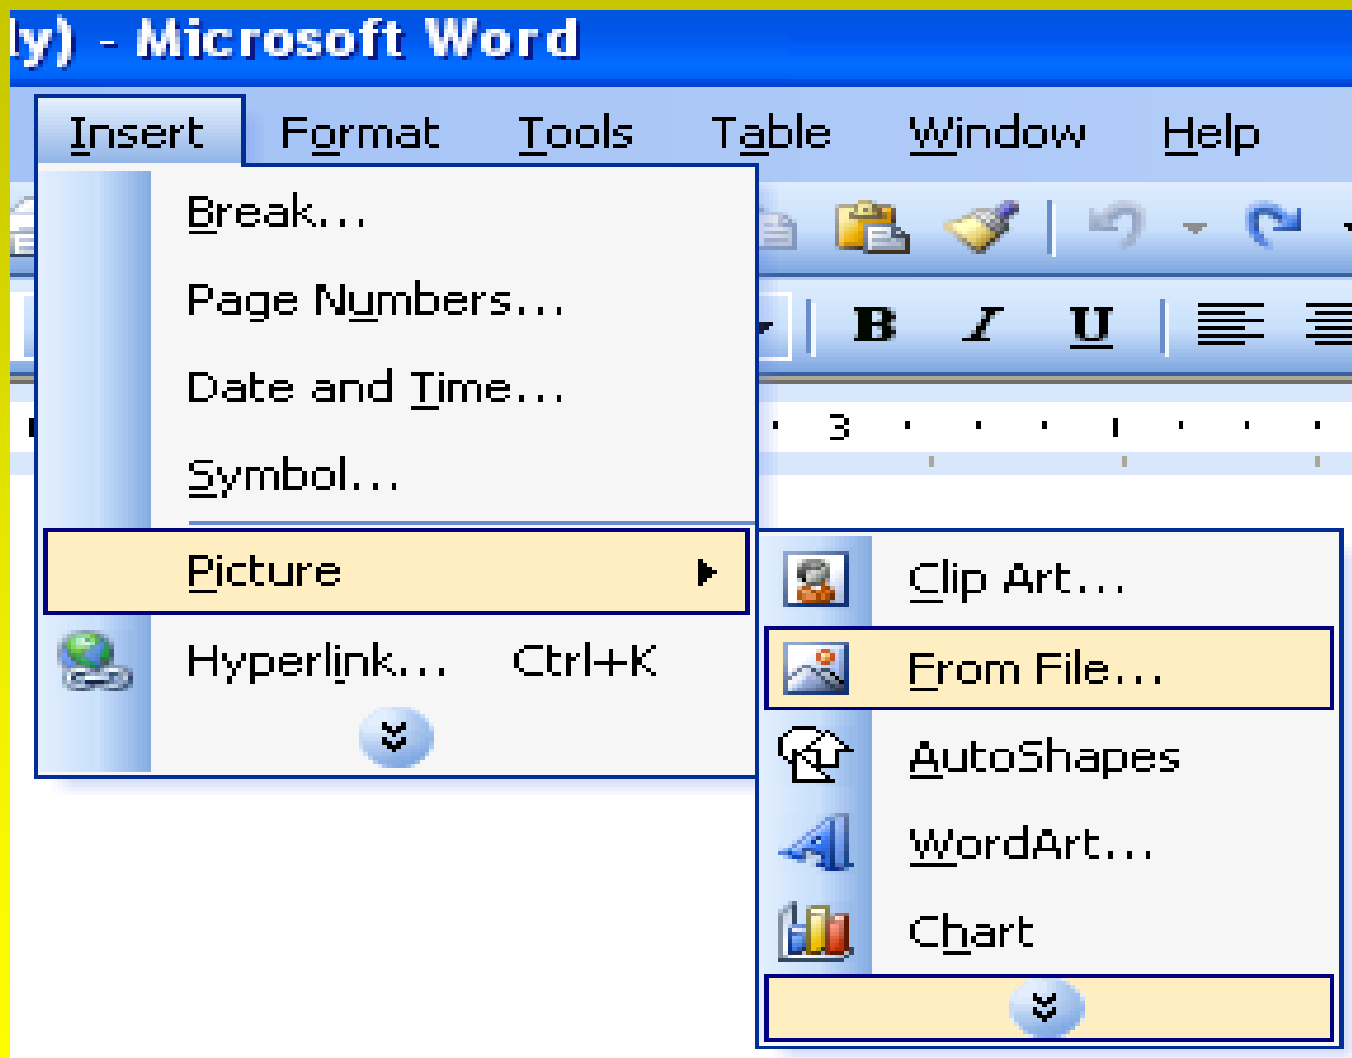 ly) - Microsoft Word
Insert Format Tools Table Window Help
Break...
Page Numbers...
B I U
Date and Time...
3
Symbol...
Picture
Clip Art...
Hyperlink... Ctrl+K
From File...
AutoShapes
WordArt...
Chart